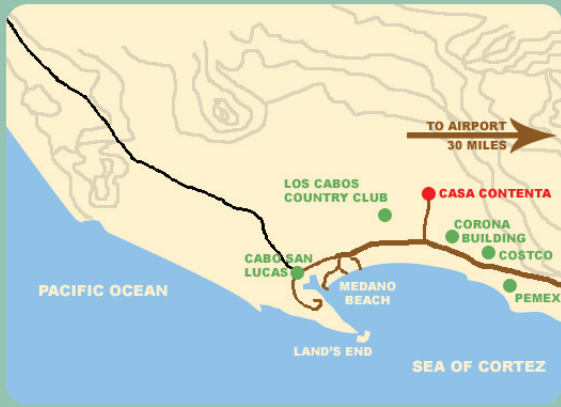 TO AIRPORT
30 MILES
LOS CABOS
COUNTRY CLUB
CASA CONTENTA
CORONA
BUILDING
COSTCO
CABO SAN
LUCAS
MEDANO
BEACH
PEMEX
PACIFIC OCEAN
LAND'S END
SEA OF CORTEZ